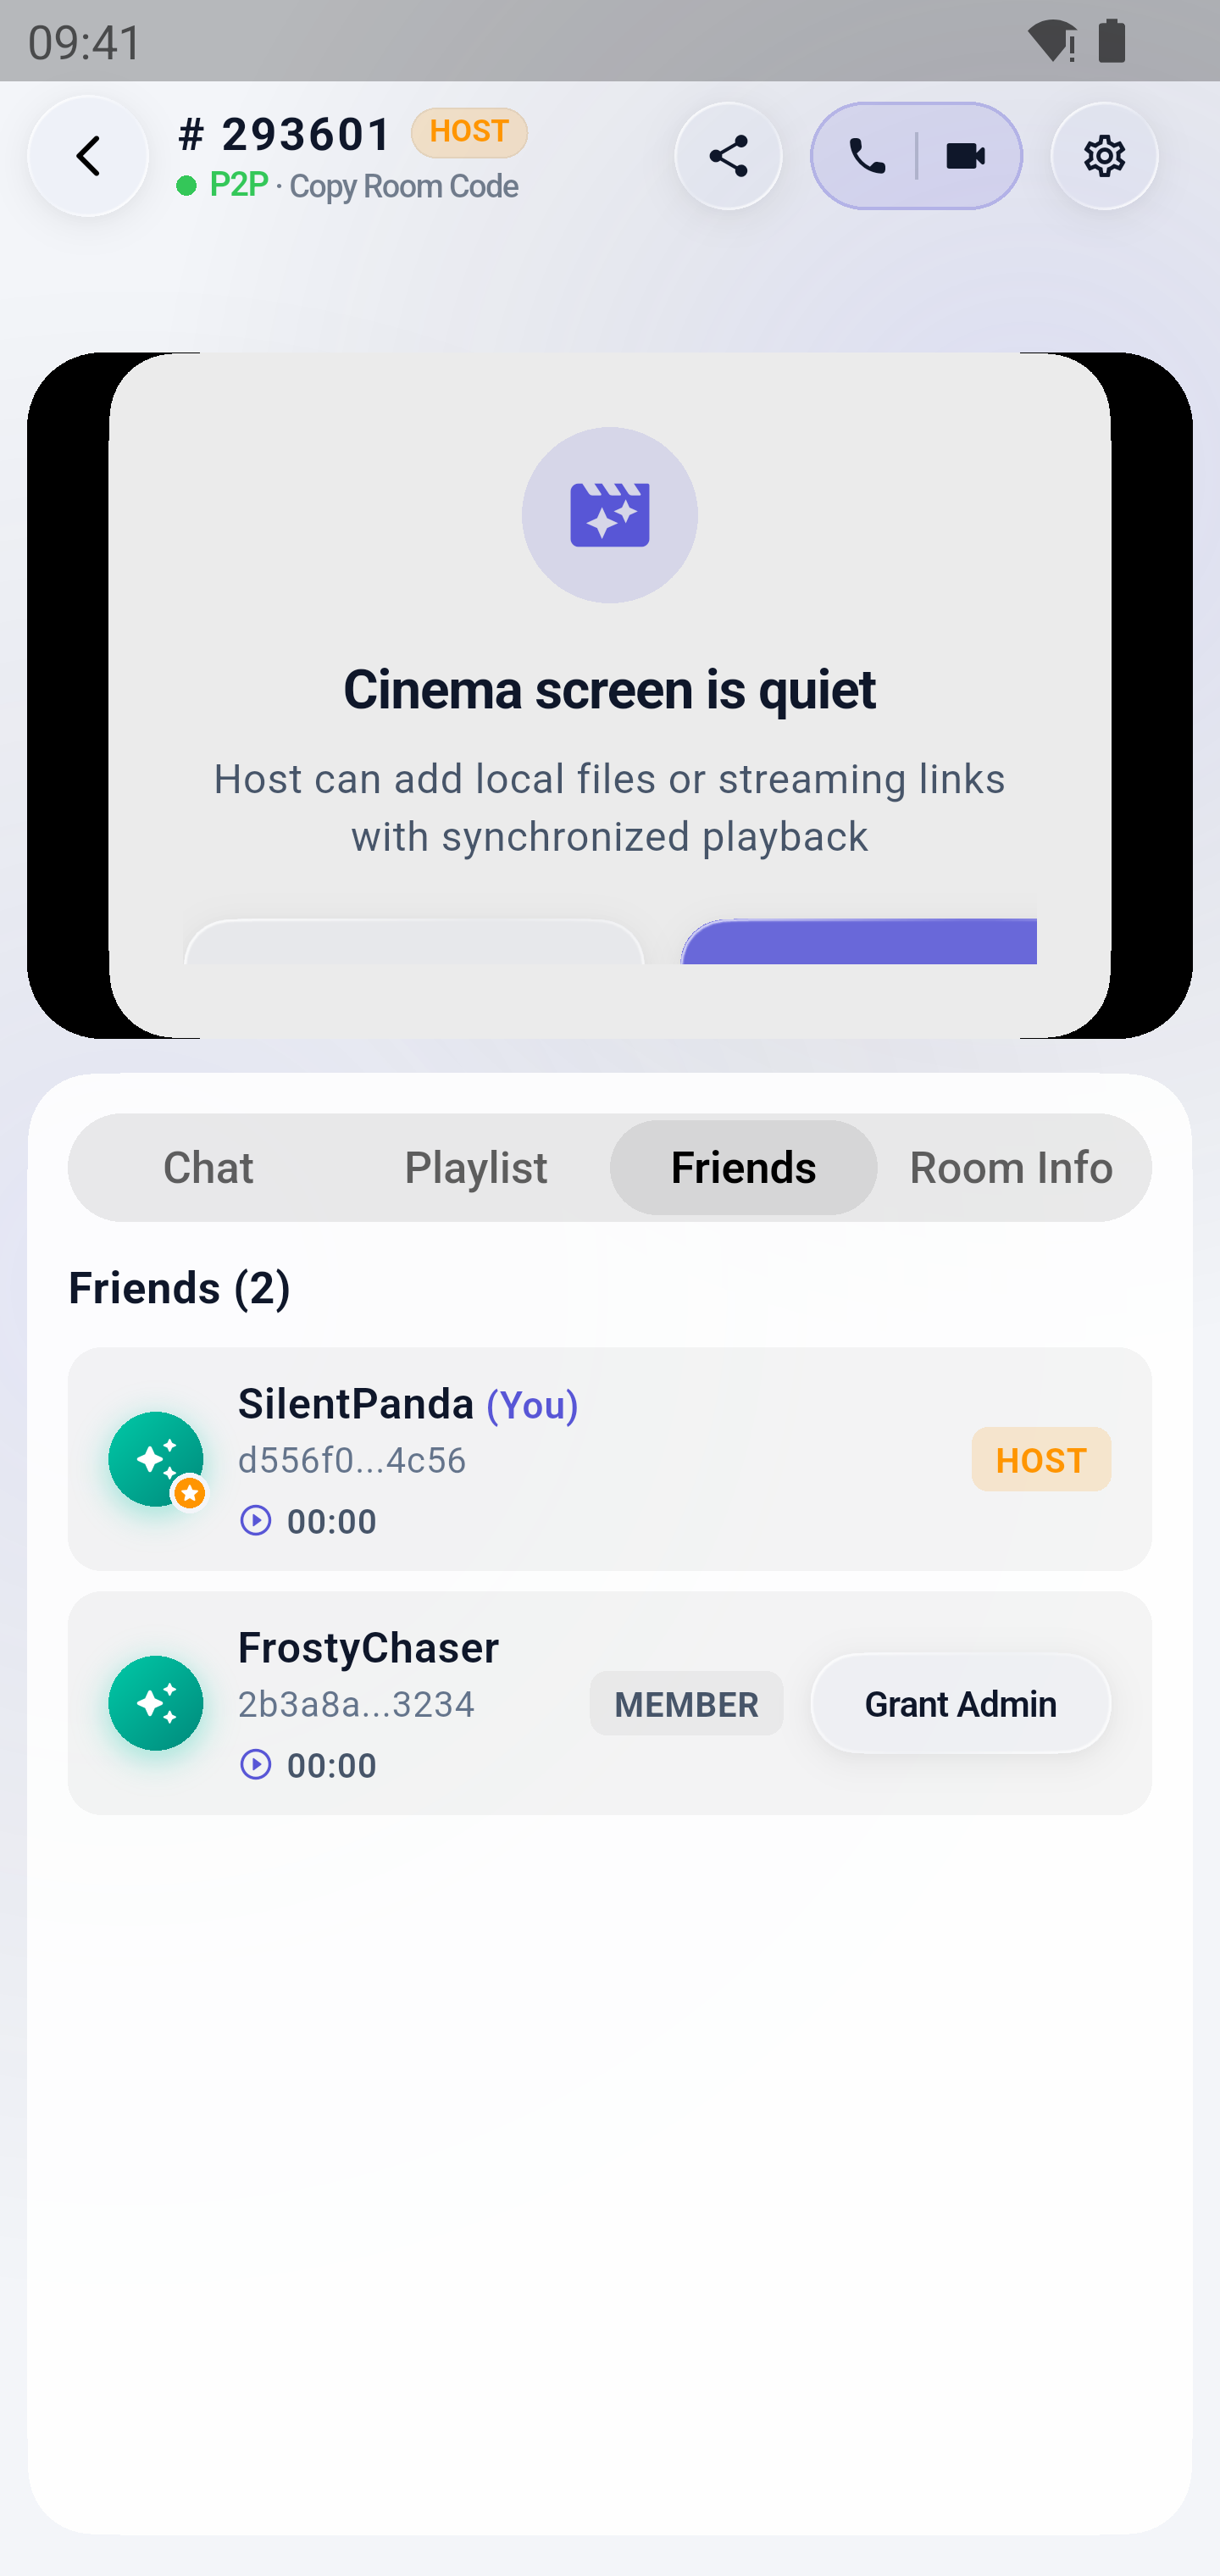 09:41
# 293601 HOST
P2P · Copy Room Code
Cinema screen is quiet
Host can add local files or streaming links
with synchronized playback
Chat Playlist Friends Room Info
Friends (2)
SilentPanda (You)
d556f0...4c56
HOST
00:00
FrostyChaser
2b3a8a...3234
MEMBER Grant Admin
00:00